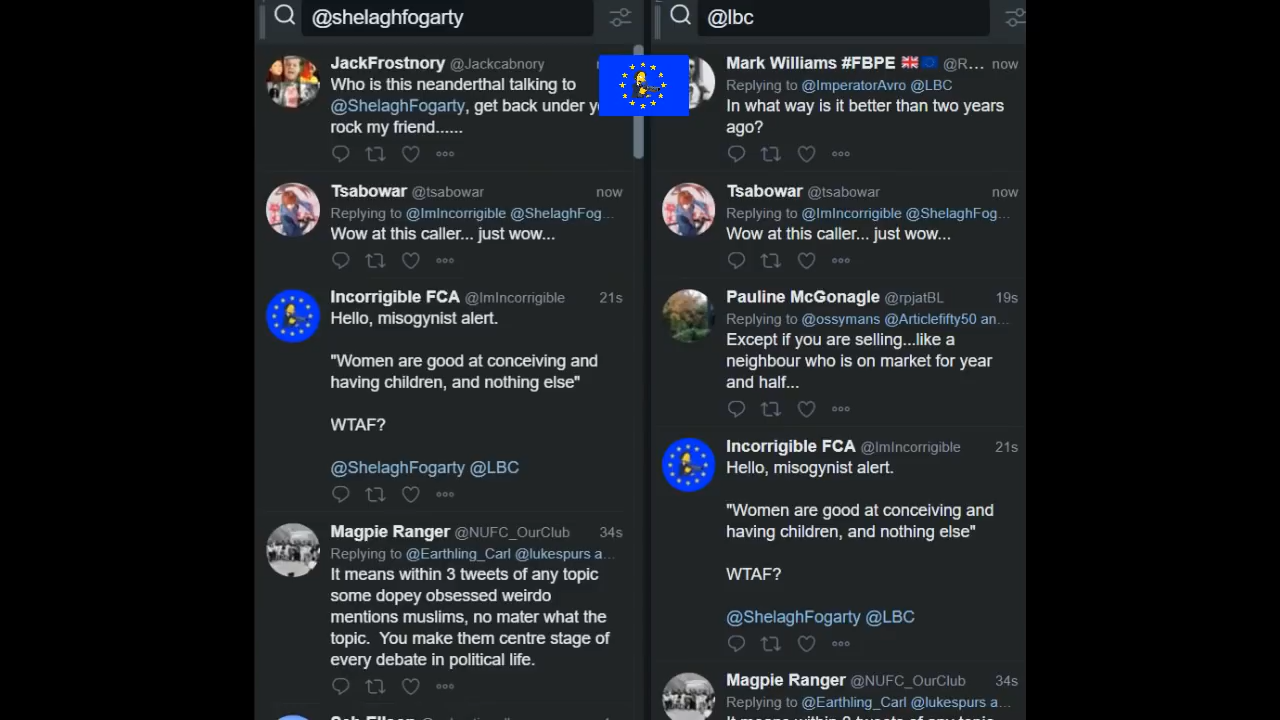 @shelaghfogarty
JackFrostnory @Jackcabnory
Who is this neanderthal talking to
@ShelaghFogarty, get back under
rock my friend......
Tsabowar @tsabowar now
Replying to @ImIncorrigible @ShelaghFog...
Wow at this caller... just wow...
Incorrigible FCA @ImIncorrigible 21s
Hello, misogynist alert.
"Women are good at conceiving and
having children, and nothing else"
WTAF?
@ShelaghFogarty @LBC
Magpie Ranger @NUFC_OurClub 34s
Replying to @Earthling_Carl @lukespurs a...
It means within 3 tweets of any topic
some dopey obsessed weirdo
mentions muslims, no mater what the
topic.  You make them centre stage of
every debate in political life.
@lbc
Mark Williams #FBPE 🇬🇧 🇪🇺 @R... now
Replying to @ImperatorAvro @LBC
In what way is it better than two years
ago?
Tsabowar @tsabowar now
Replying to @ImIncorrigible @ShelaghFog...
Wow at this caller... just wow...
Pauline McGonagle @rpjatBL 19s
Replying to @ossymans @Articlefifty50 an...
Except if you are selling...like a
neighbour who is on market for year
and half...
Incorrigible FCA @ImIncorrigible 21s
Hello, misogynist alert.
"Women are good at conceiving and
having children, and nothing else"
WTAF?
@ShelaghFogarty @LBC
Magpie Ranger @NUFC_OurClub 34s
Replying to @Earthling_Carl @lukespurs a...